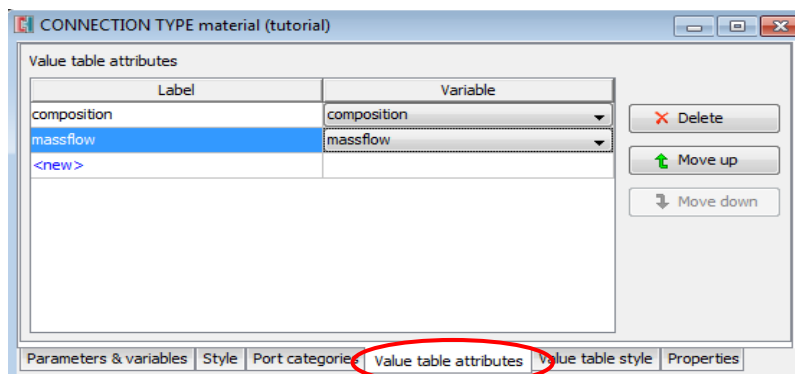 CONNECTION TYPE material (tutorial)
Value table attributes
Label Variable
composition composition
massflow massflow
<new>
Delete
Move up
Move down
Parameters & variables Style Port categories Value table attributes Value table style Properties